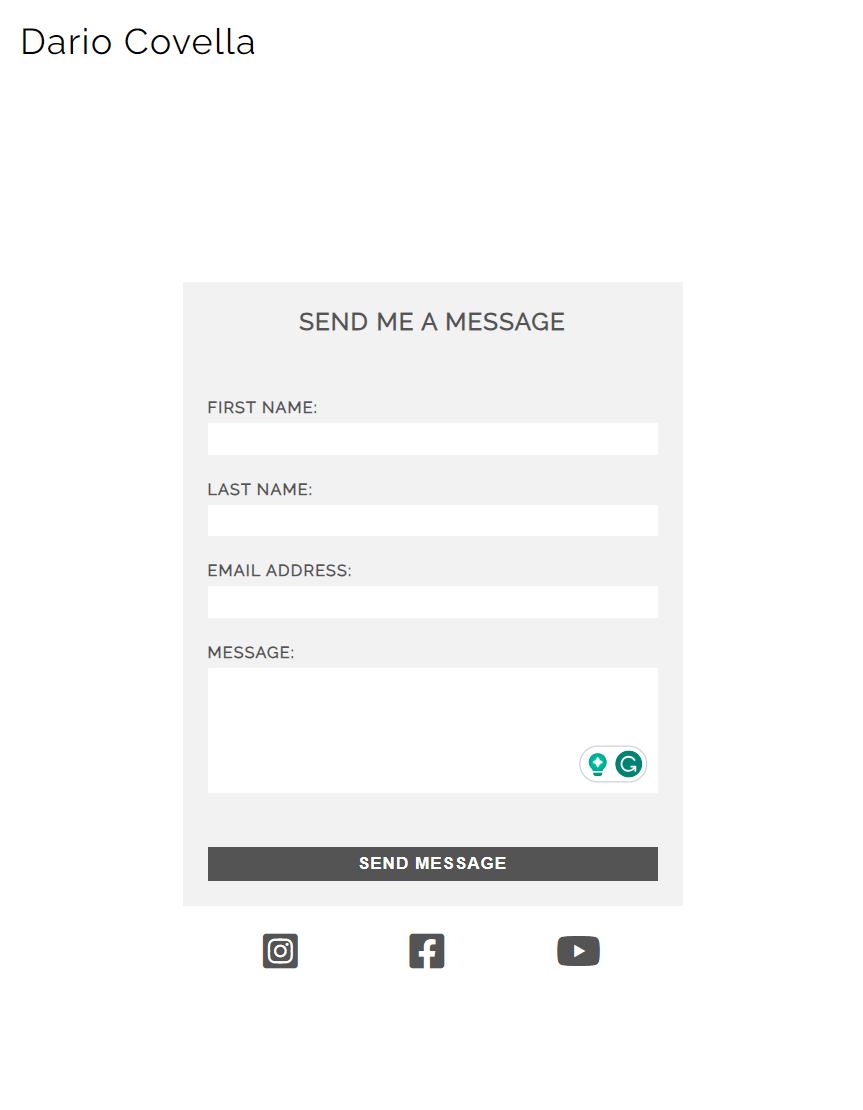 Dario Covella
SEND ME A MESSAGE
FIRST NAME:
LAST NAME:
EMAIL ADDRESS:
MESSAGE:
SEND MESSAGE